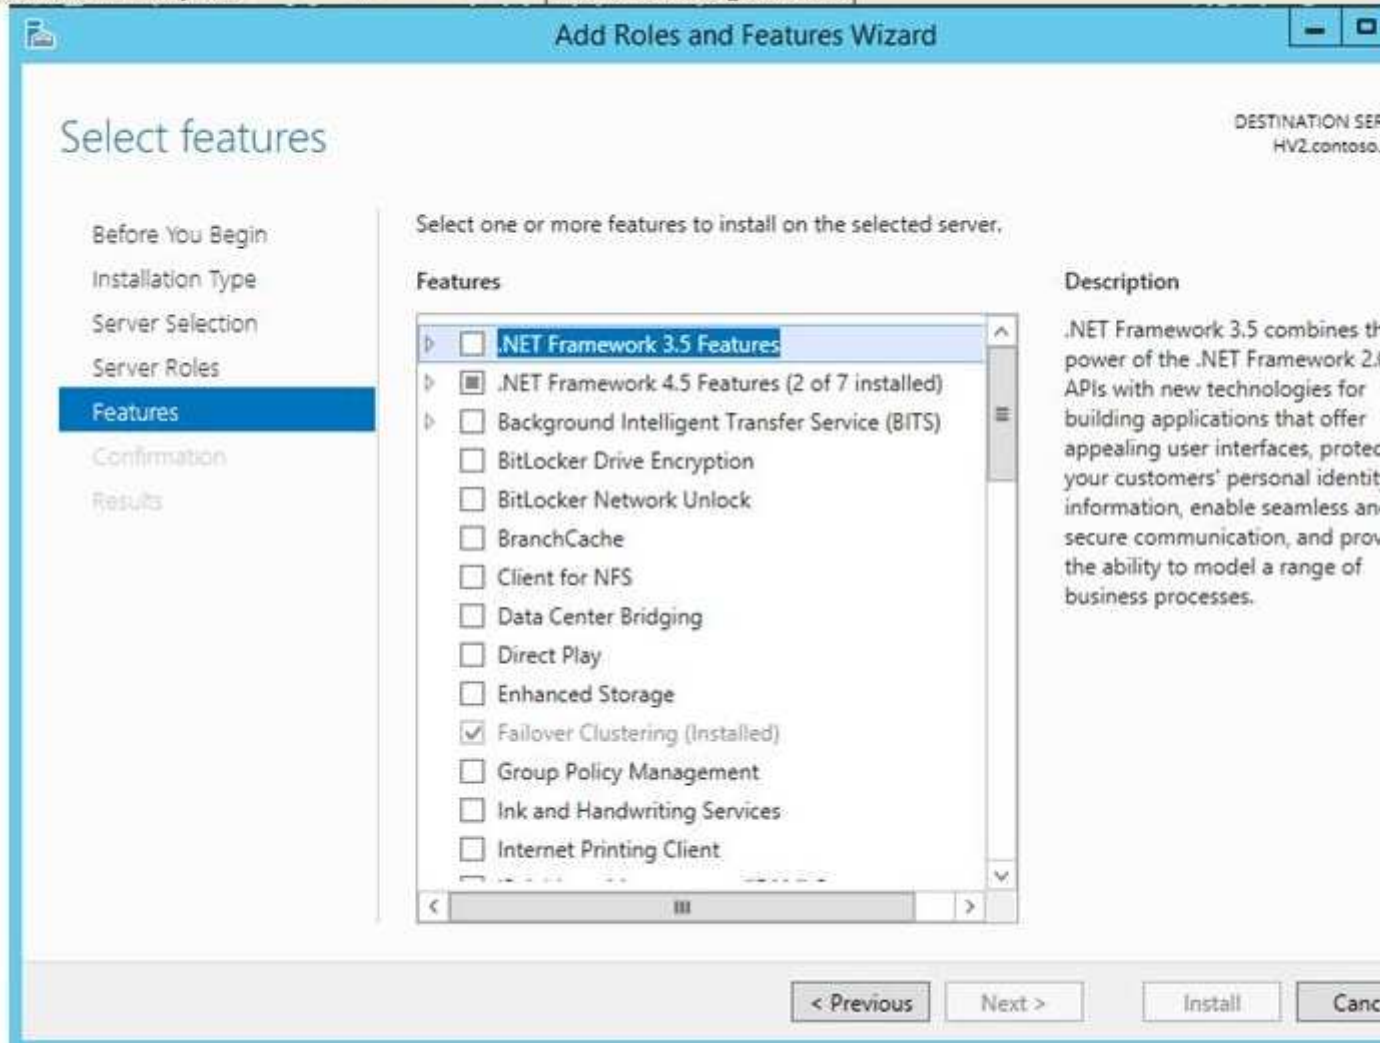 Add Roles and Features Wizard
Select features
DESTINATION SER
HV2.contoso.
Before You Begin
Installation Type
Server Selection
Server Roles
Features
Confirmation
Results
Select one or more features to install on the selected server.
Features
.NET Framework 3.5 Features
.NET Framework 4.5 Features (2 of 7 installed)
Background Intelligent Transfer Service (BITS)
BitLocker Drive Encryption
BitLocker Network Unlock
BranchCache
Client for NFS
Data Center Bridging
Direct Play
Enhanced Storage
Failover Clustering (Installed)
Group Policy Management
Ink and Handwriting Services
Internet Printing Client
Description
.NET Framework 3.5 combines th
power of the .NET Framework 2.0
APIs with new technologies for
building applications that offer
appealing user interfaces, protec
your customers' personal identit
information, enable seamless and
secure communication, and prov
the ability to model a range of
business processes.
< Previous
Next >
Install
Canc